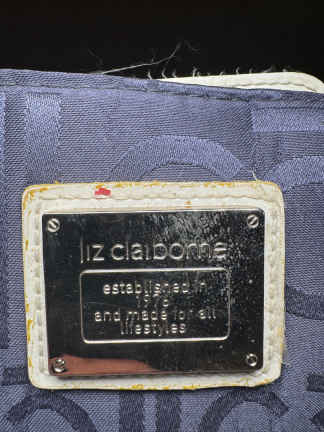 liz claiborne
established in
1976
and made for all
lifestyles